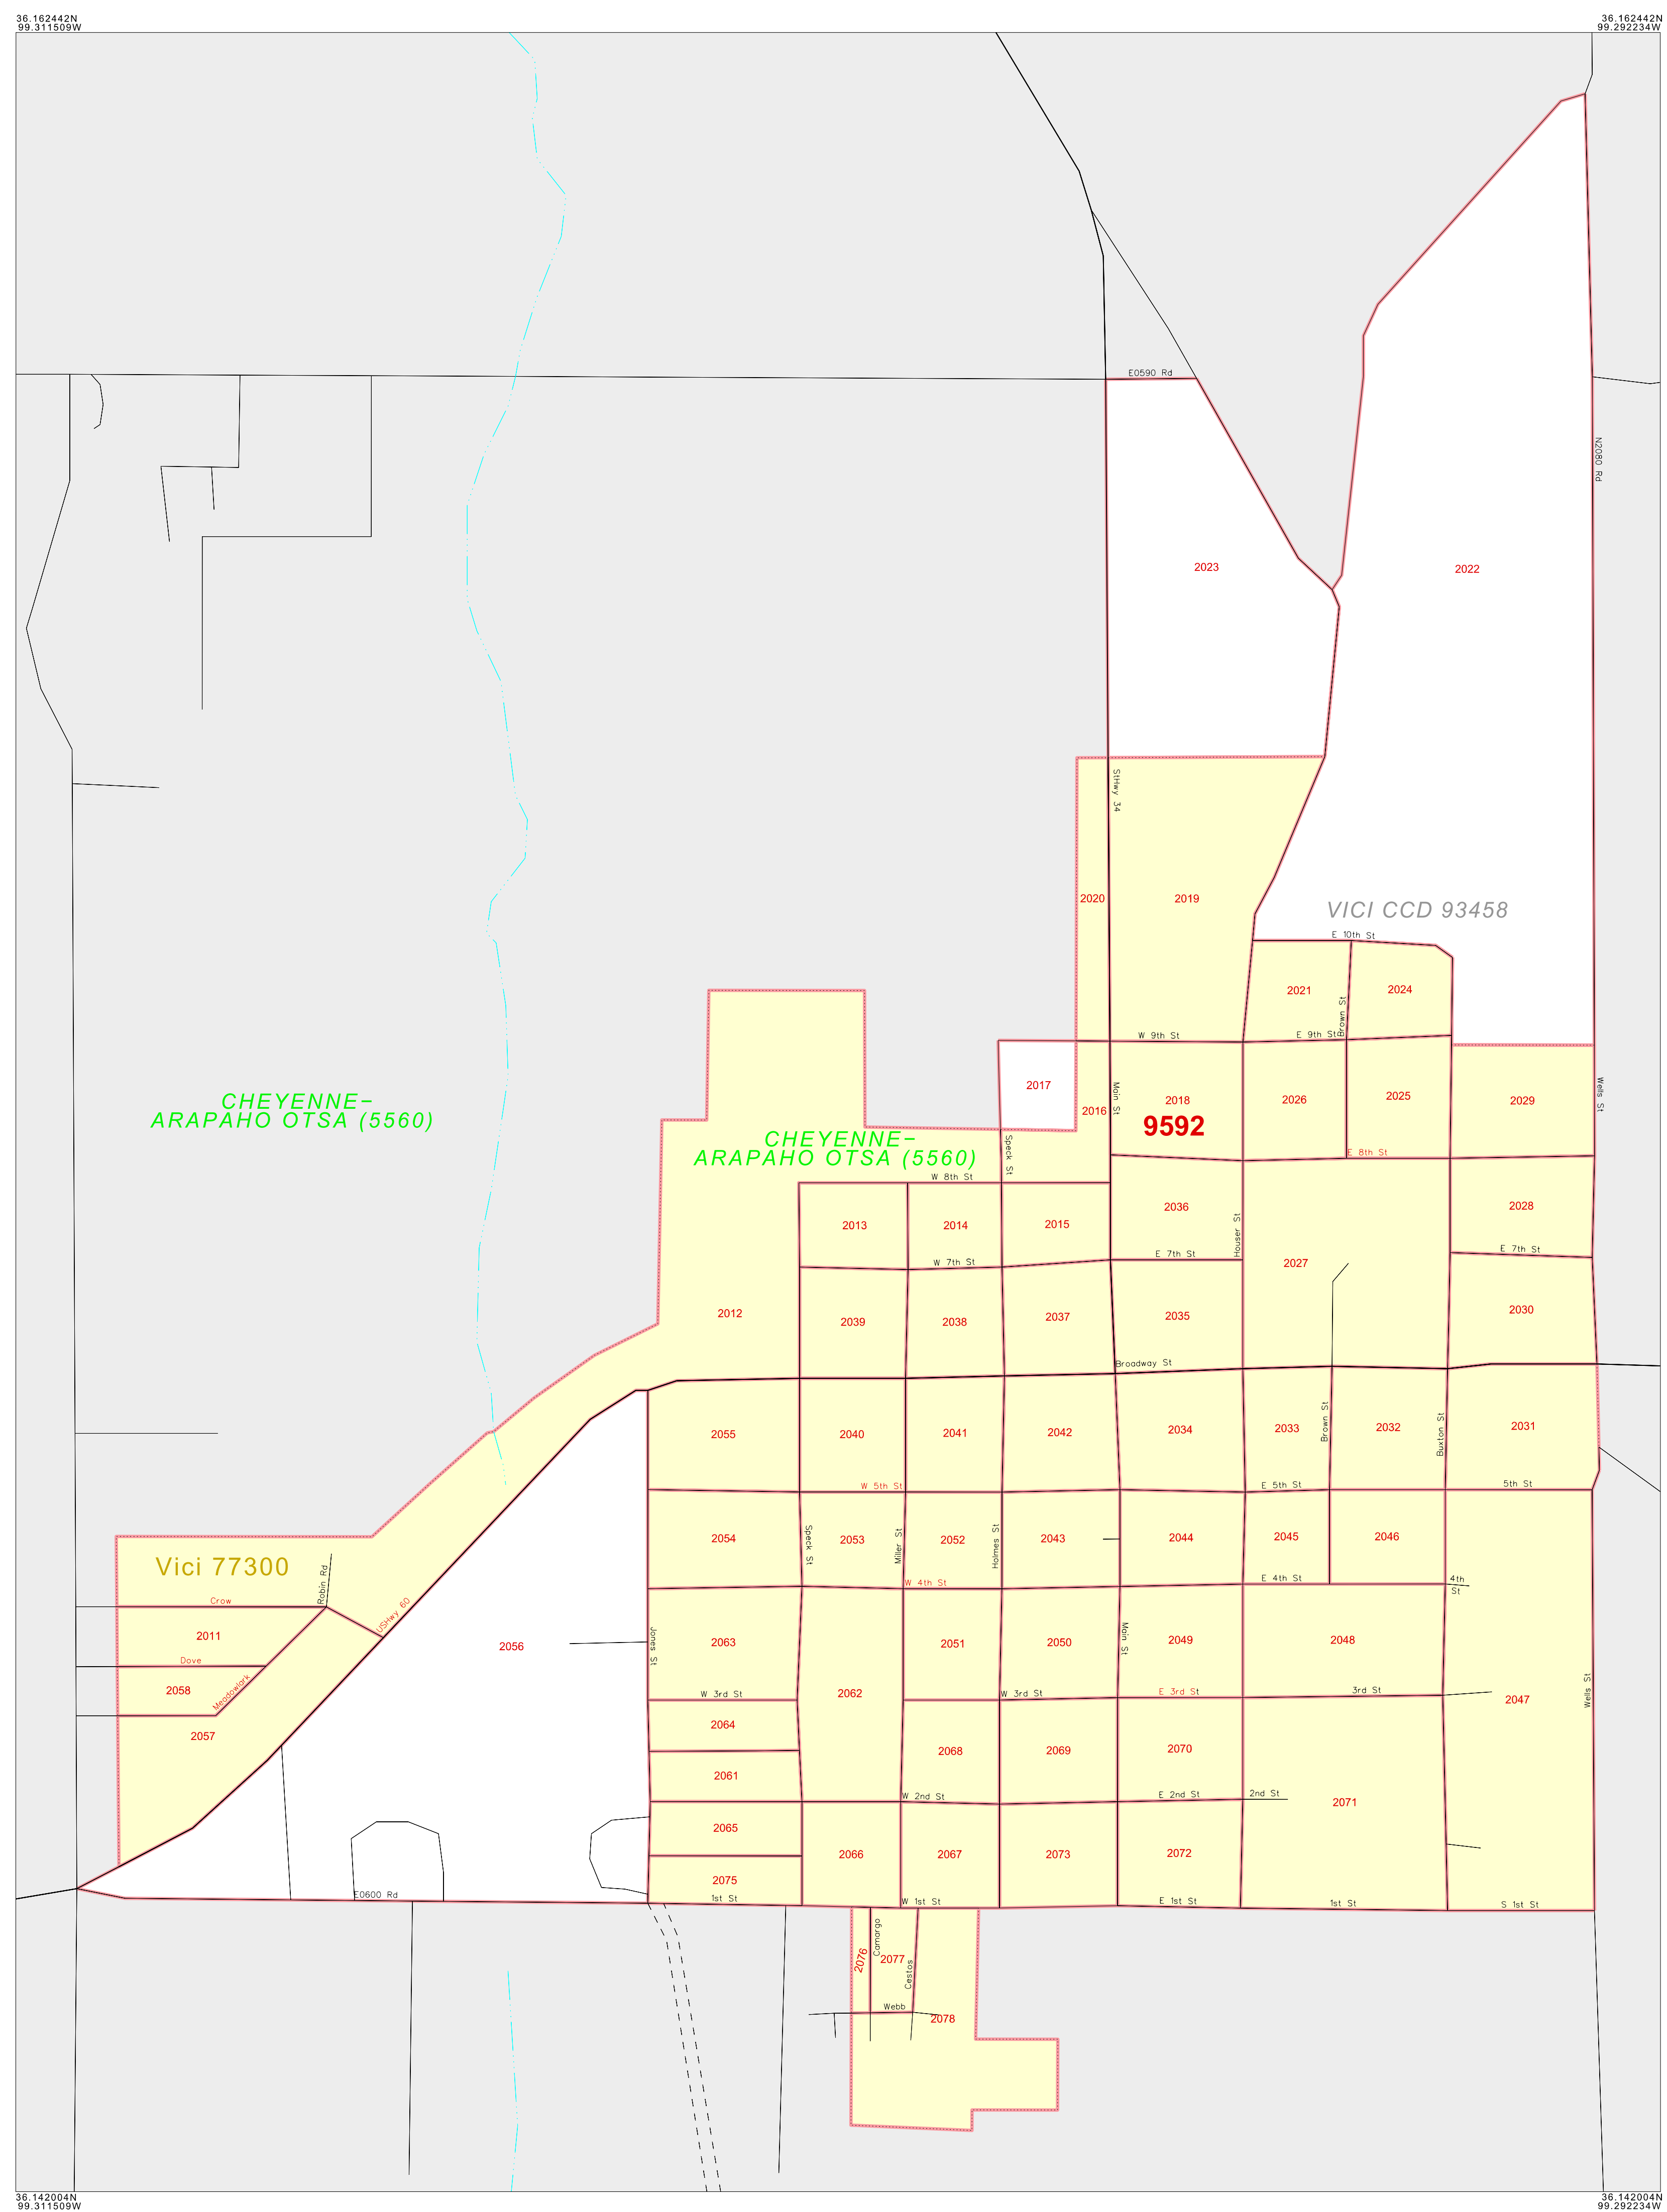 36.162442N
99.311509W
36.162442N
99.292234W
E0590 Rd
N2080 Rd
2023
2022
StHwy 34
2020
2019
VICI CCD 93458
E 10th St
2021
2024
Brown St
W 9th St
E 9th St
2017
2016
Main St
2018
9592
2026
2025
2029
Wells St
CHEYENNE-
ARAPAHO OTSA (5560)
CHEYENNE-
ARAPAHO OTSA (5560)
Speck St
E 8th St
W 8th St
2013
2014
2015
2036
Houser St
2028
W 7th St
E 7th St
E 7th St
2027
2012
2039
2038
2037
2035
2030
Broadway St
2055
2040
2041
2042
2034
2033
Brown St
2032
Buxton St
2031
W 5th St
E 5th St
5th St
2054
Speck St
2053
Miller St
2052
Holmes St
2043
2044
2045
2046
Vici 77300
Robin Rd
W 4th St
E 4th St
4th
St
Crow
USHwy 60
2011
2056
Jones St
2063
2051
2050
Main St
2049
2048
Dove
2058
Meadowlark
2062
W 3rd St
W 3rd St
E 3rd St
3rd St
2047
Wells St
2057
2064
2068
2069
2070
2061
W 2nd St
E 2nd St
2nd St
2071
2065
2066
2067
2073
2072
2075
E0600 Rd
1st St
W 1st St
E 1st St
1st St
S 1st St
2076
Camargo
2077
Cestos
Webb
2078
36.142004N
99.311509W
36.142004N
99.292234W